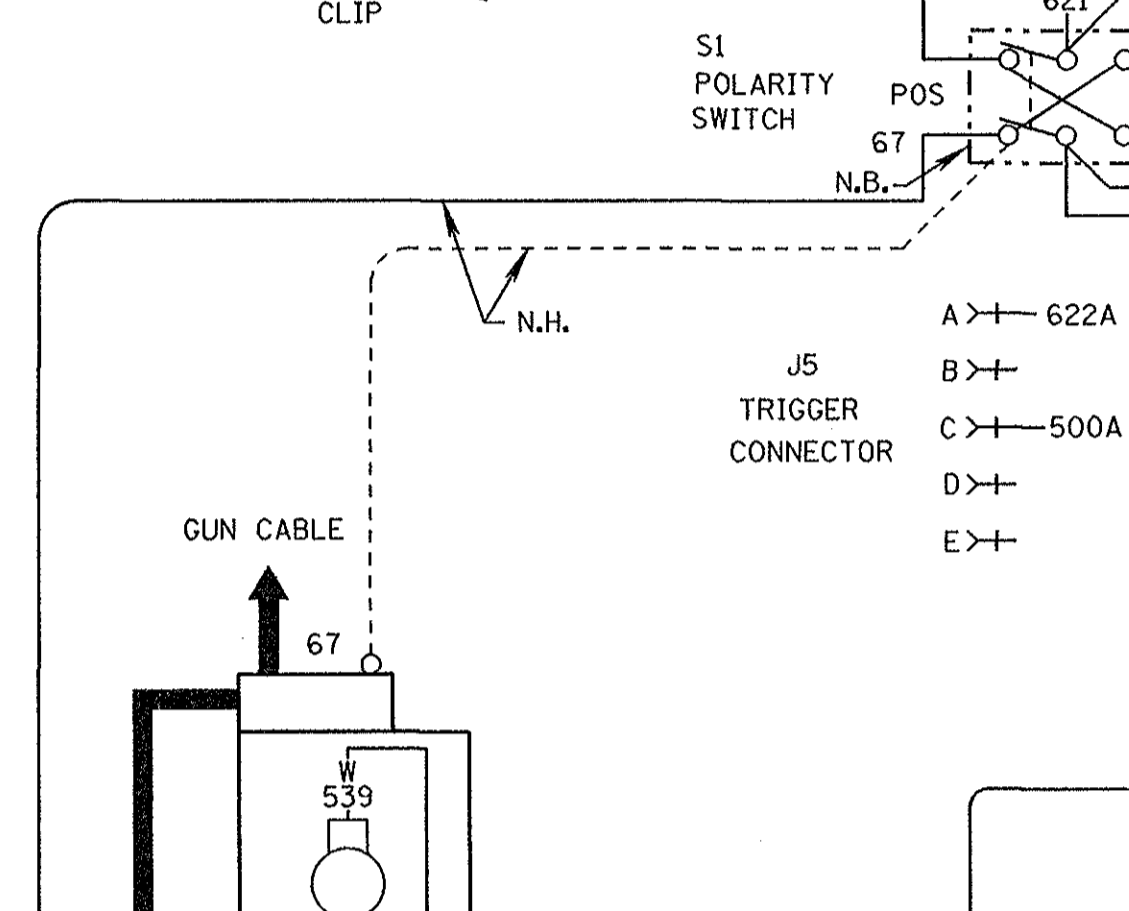 CLIP
621
S1
POLARITY
SWITCH
POS
67
N.B.
N.H.
A 622A
J5
B
TRIGGER
C 500A
CONNECTOR
D
E
GUN CABLE
67
W
539